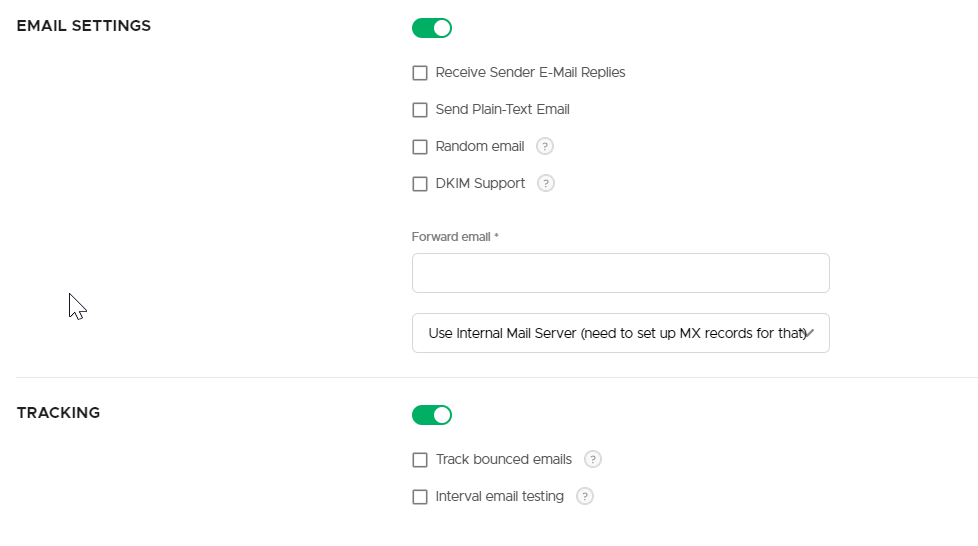 EMAIL SETTINGS
Receive Sender E-Mail Replies
Send Plain-Text Email
Random email ?
DKIM Support ?
Forward email *
Use Internal Mail Server (need to set up MX records for that)
TRACKING
Track bounced emails ?
Interval email testing ?